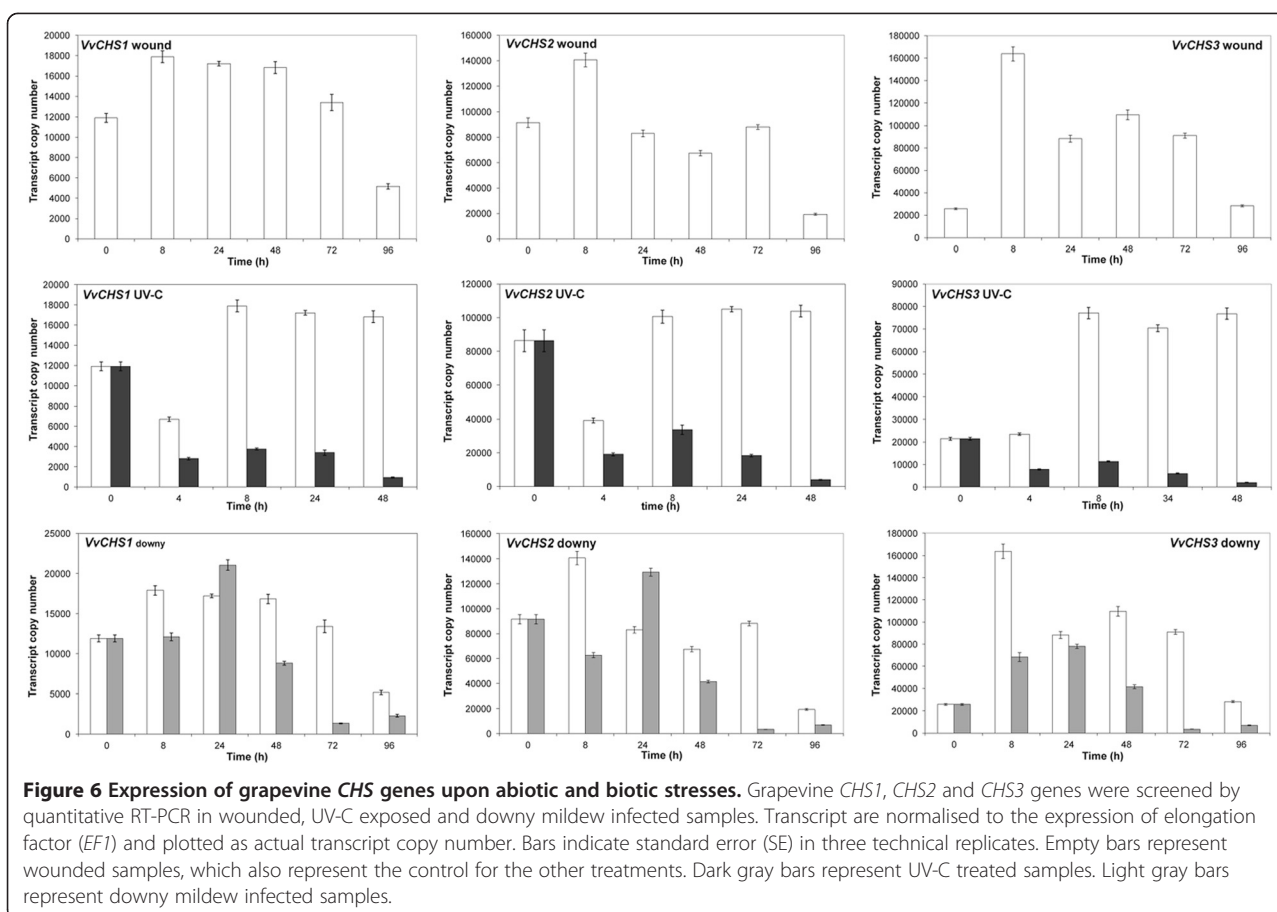 VvCHS1 wound
Transcript copy number
20000
18000
16000
14000
12000
10000
8000
6000
4000
2000
0
0 8 24 48 72 96
Time (h)
VvCHS2 wound
Transcript copy number
160000
140000
120000
100000
80000
60000
40000
20000
0
0 8 24 48 72 96
Time (h)
VvCHS3 wound
Transcript copy number
180000
160000
140000
120000
100000
80000
60000
40000
20000
0
0 8 24 48 72 96
Time (h)
VvCHS1 UV-C
Transcript copy number
20000
18000
16000
14000
12000
10000
8000
6000
4000
2000
0
0 4 8 24 48
Time (h)
VvCHS2 UV-C
Transcript copy number
120000
100000
80000
60000
40000
20000
0
0 4 8 24 48
time (h)
VvCHS3 UV-C
Transcript copy number
90000
80000
70000
60000
50000
40000
30000
20000
10000
0
0 4 8 34 48
Time (h)
VvCHS1 downy
Transcript copy number
25000
20000
15000
10000
5000
0
0 8 24 48 72 96
Time (h)
VvCHS2 downy
Transcript copy number
160000
140000
120000
100000
80000
60000
40000
20000
0
0 8 24 48 72 96
Time (h)
VvCHS3 downy
Transcript copy number
180000
160000
140000
120000
100000
80000
60000
40000
20000
0
0 8 24 48 72 96
Time (h)
Figure 6 Expression of grapevine CHS genes upon abiotic and biotic stresses. Grapevine CHS1, CHS2 and CHS3 genes were screened by
quantitative RT-PCR in wounded, UV-C exposed and downy mildew infected samples. Transcript are normalised to the expression of elongation
factor (EF1) and plotted as actual transcript copy number. Bars indicate standard error (SE) in three technical replicates. Empty bars represent
wounded samples, which also represent the control for the other treatments. Dark gray bars represent UV-C treated samples. Light gray bars
represent downy mildew infected samples.